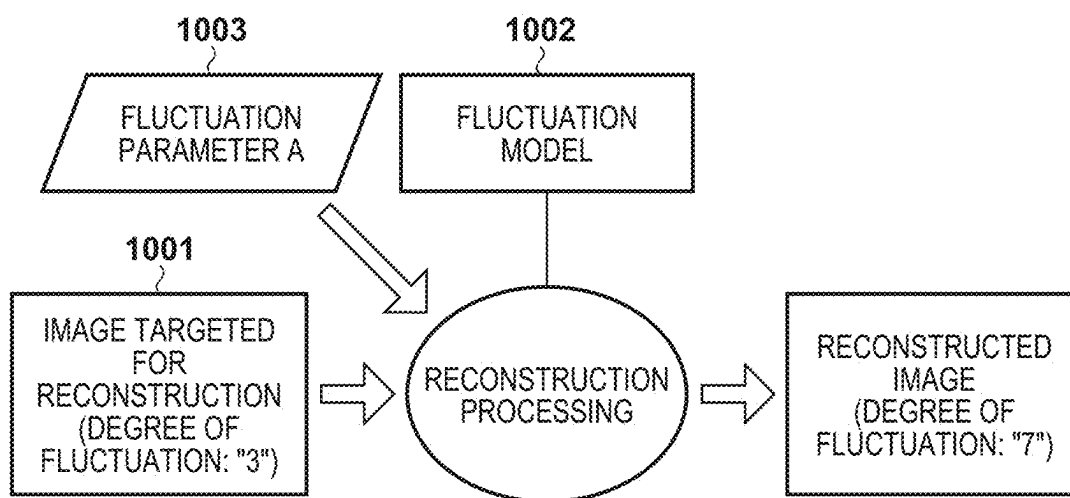 1003
1002
FLUCTUATION
PARAMETER A
FLUCTUATION
MODEL
1001
IMAGE TARGETED
FOR
RECONSTRUCTION
(DEGREE OF
FLUCTUATION: "3")
RECONSTRUCTION
PROCESSING
RECONSTRUCTED
IMAGE
(DEGREE OF
FLUCTUATION: "7")